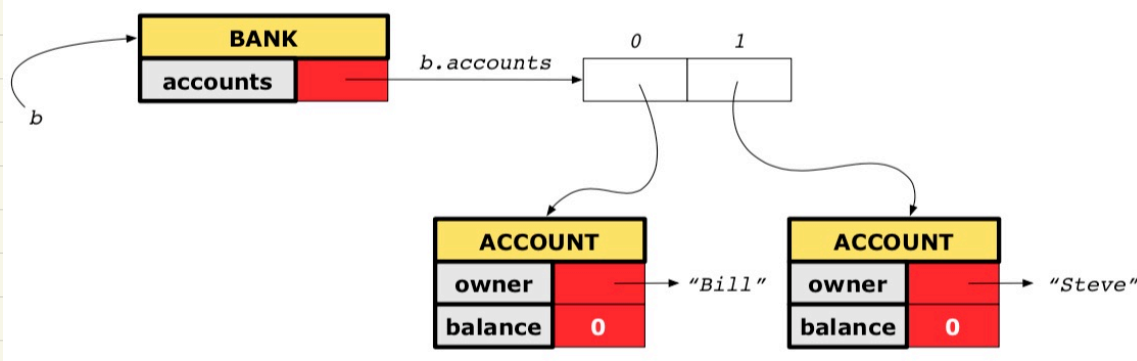 BANK
accounts
b
b.accounts
0 1
ACCOUNT
owner “Bill”
balance 0
ACCOUNT
owner “Steve”
balance 0